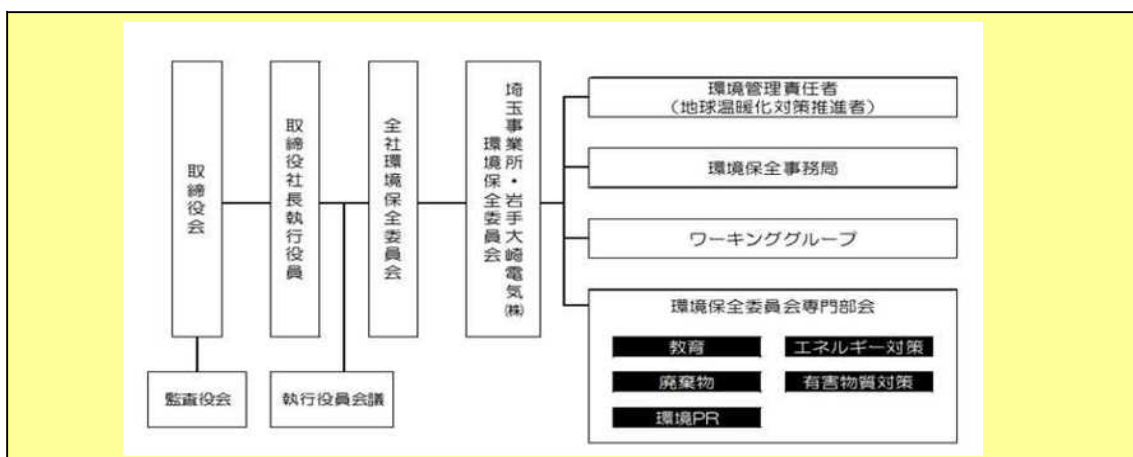 取締役会
取締役社長執行役員
全社環境保全委員会
埼玉事業所・岩手大崎電気㈱
環境保全委員会
環境管理責任者
（地球温暖化対策推進者）
環境保全事務局
ワーキンググループ
環境保全委員会専門部会
教育
エネルギー対策
廃棄物
有害物質対策
環境PR
監査役会
執行役員会議